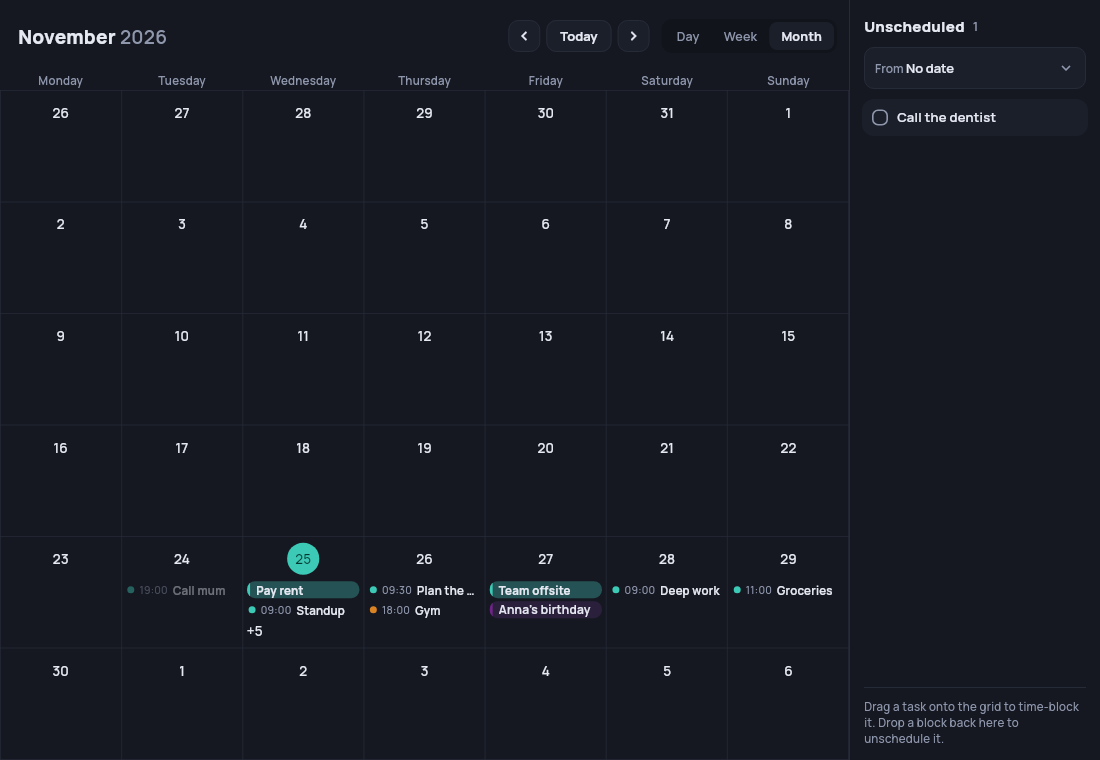 November 2026
Today
Day Week Month
Monday Tuesday Wednesday Thursday Friday Saturday Sunday
26 27 28 29 30 31 1
2 3 4 5 6 7 8
9 10 11 12 13 14 15
16 17 18 19 20 21 22
23 24 25 26 27 28 29
19:00 Call mum
Pay rent
09:00 Standup
+5
09:30 Plan the ...
18:00 Gym
Team offsite
Anna's birthday
09:00 Deep work
11:00 Groceries
30 1 2 3 4 5 6
Unscheduled 1
From No date
Call the dentist
Drag a task onto the grid to time-block
it. Drop a block back here to
unschedule it.